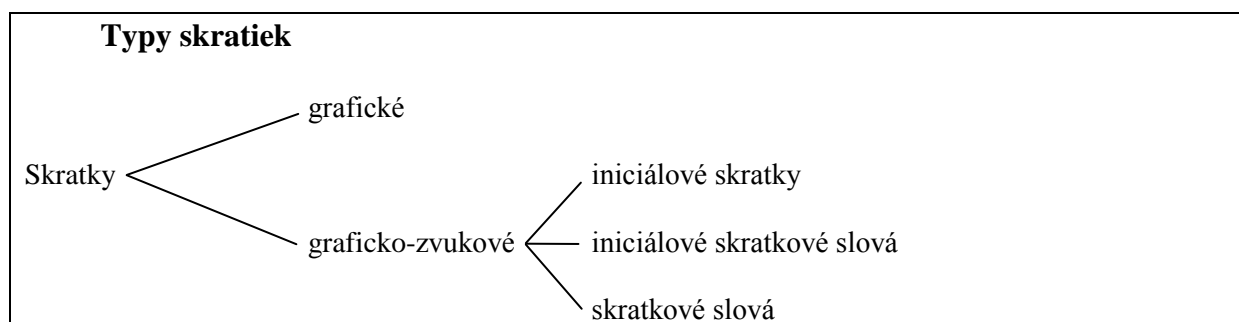 Typy skratiek
grafické
Skratky
iniciálové skratky
graficko-zvukové
iniciálové skratkové slová
skratkové slová